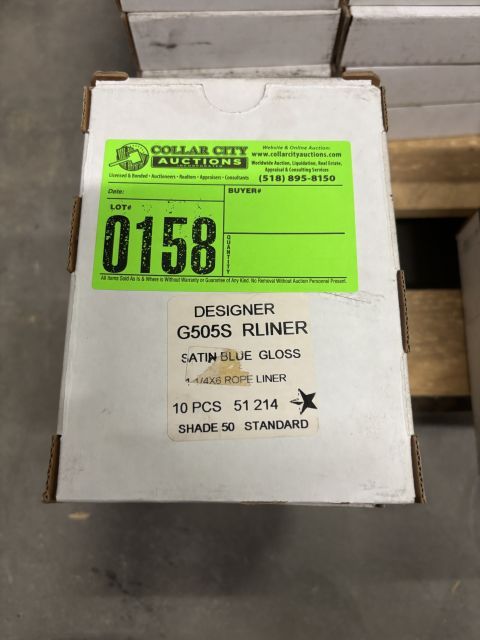 COLLAR CITY
AUCTIONS
Licensed & Bonded • Auctioneers • Realtors • Appraisers • Consultants
Website & Online Auction:
www.collarcityauctions.com
Worldwide Auction, Liquidation, Real Estate,
Appraisal & Consulting Services
(518) 895-8150
Date:
BUYER#
LOT#
0158
QUANTITY
All Items Sold As Is & Where Is Without Warranty or Guarantee of Any Kind. No Removal Without Auction Personnel Present.
DESIGNER
G505S RLINER
SATIN BLUE GLOSS
1 1/4X6 ROPE LINER
10 PCS 51 214
SHADE 50 STANDARD